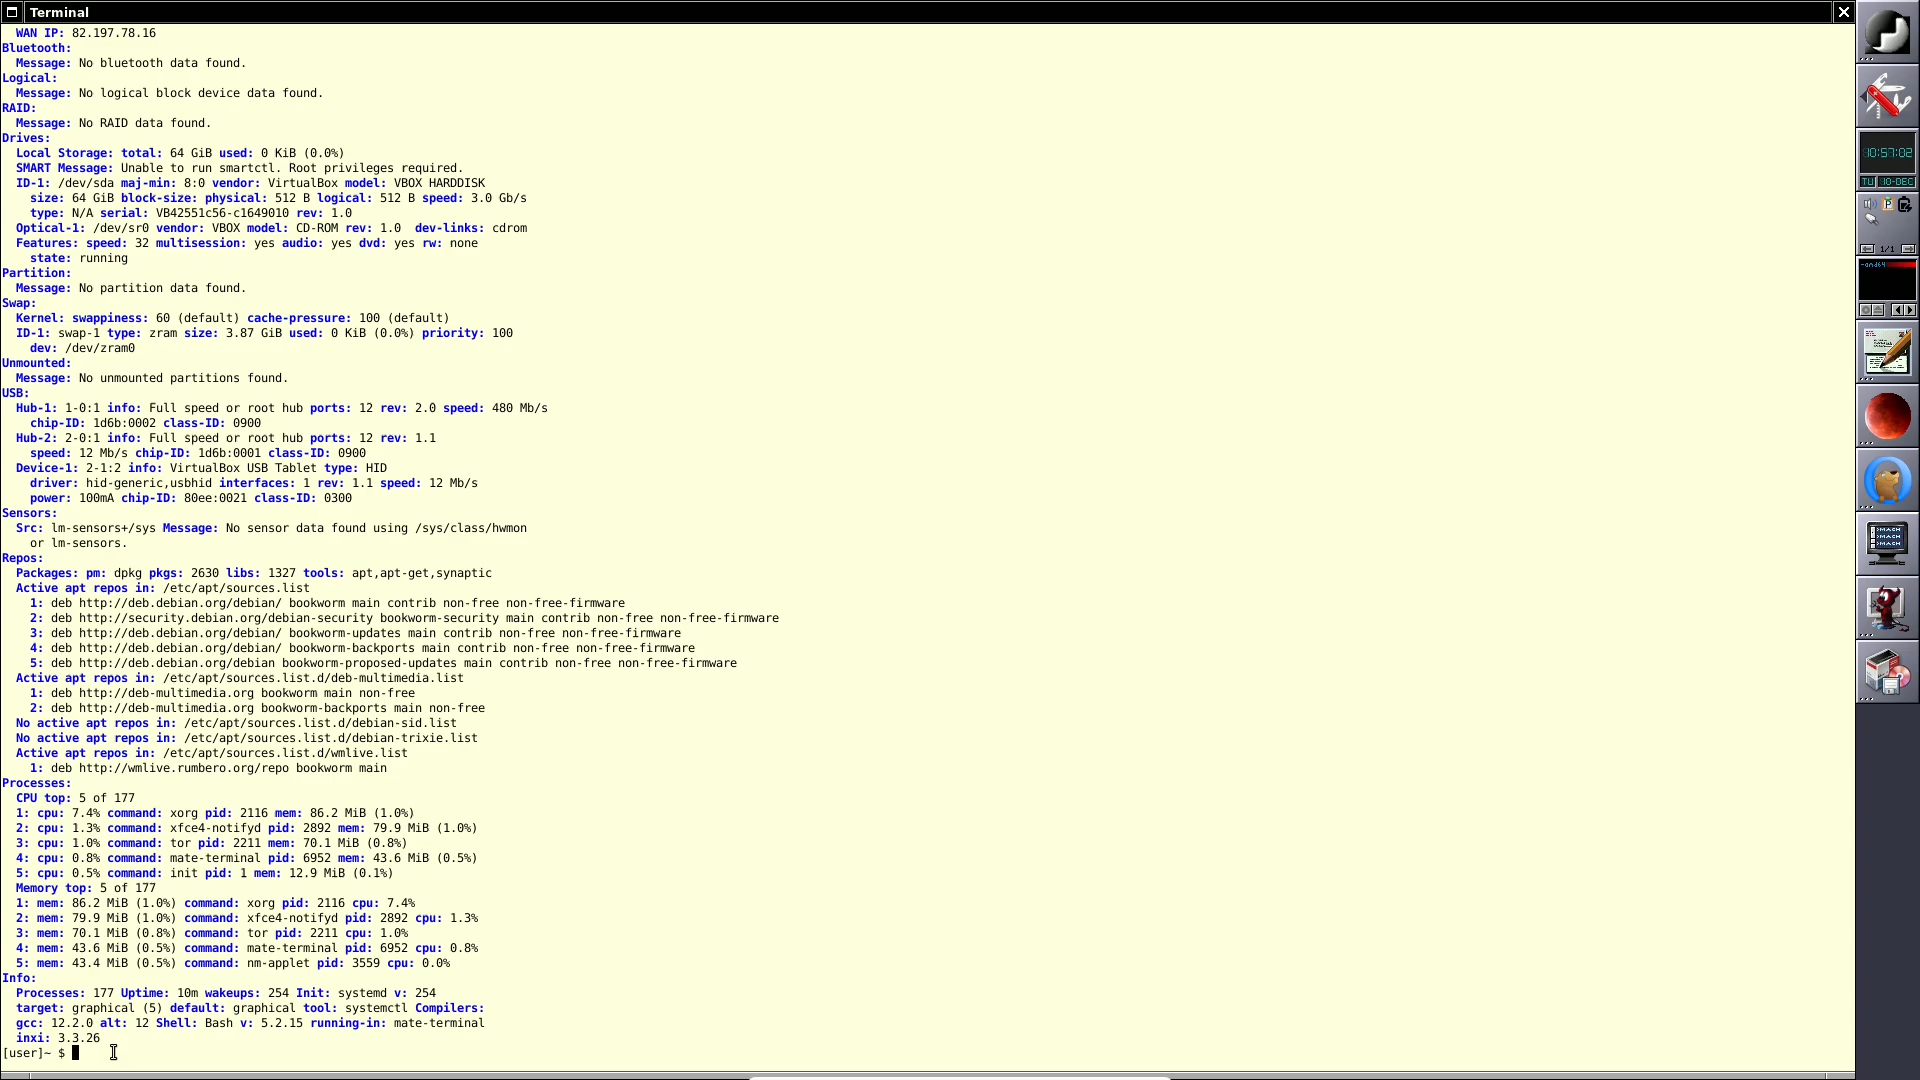 Terminal
WAN IP: 82.197.78.16
Bluetooth:
Message: No bluetooth data found.
Logical:
Message: No logical block device data found.
RAID:
Message: No RAID data found.
Drives:
Local Storage: total: 64 GiB used: 0 KiB (0.0%)
SMART Message: Unable to run smartctl. Root privileges required.
ID-1: /dev/sda maj-min: 8:0 vendor: VirtualBox model: VBOX HARDDISK
size: 64 GiB block-size: physical: 512 B logical: 512 B speed: 3.0 Gb/s
type: N/A serial: VB42551c56-c1649010 rev: 1.0
Optical-1: /dev/sr0 vendor: VBOX model: CD-ROM rev: 1.0 dev-links: cdrom
Features: speed: 32 multisession: yes audio: yes dvd: yes rw: none
state: running
Partition:
Message: No partition data found.
Swap:
Kernel: swappiness: 60 (default) cache-pressure: 100 (default)
ID-1: swap-1 type: zram size: 3.87 GiB used: 0 KiB (0.0%) priority: 100
dev: /dev/zram0
Unmounted:
Message: No unmounted partitions found.
USB:
Hub-1: 1-0:1 info: Full speed or root hub ports: 12 rev: 2.0 speed: 480 Mb/s
chip-ID: 1d6b:0002 class-ID: 0900
Hub-2: 2-0:1 info: Full speed or root hub ports: 12 rev: 1.1
speed: 12 Mb/s chip-ID: 1d6b:0001 class-ID: 0900
Device-1: 2-1:2 info: VirtualBox USB Tablet type: HID
driver: hid-generic,usbhid interfaces: 1 rev: 1.1 speed: 12 Mb/s
power: 100mA chip-ID: 80ee:0021 class-ID: 0300
Sensors:
Src: lm-sensors+/sys Message: No sensor data found using /sys/class/hwmon
or lm-sensors.
Repos:
Packages: pm: dpkg pkgs: 2630 libs: 1327 tools: apt,apt-get,synaptic
Active apt repos in: /etc/apt/sources.list
1: deb http://deb.debian.org/debian/ bookworm main contrib non-free non-free-firmware
2: deb http://security.debian.org/debian-security bookworm-security main contrib non-free non-free-firmware
3: deb http://deb.debian.org/debian/ bookworm-updates main contrib non-free non-free-firmware
4: deb http://deb.debian.org/debian/ bookworm-backports main contrib non-free non-free-firmware
5: deb http://deb.debian.org/debian bookworm-proposed-updates main contrib non-free non-free-firmware
Active apt repos in: /etc/apt/sources.list.d/deb-multimedia.list
1: deb http://deb-multimedia.org bookworm main non-free
2: deb http://deb-multimedia.org bookworm-backports main non-free
No active apt repos in: /etc/apt/sources.list.d/debian-sid.list
No active apt repos in: /etc/apt/sources.list.d/debian-trixie.list
Active apt repos in: /etc/apt/sources.list.d/wmlive.list
1: deb http://wmlive.rumbero.org/repo bookworm main
Processes:
CPU top: 5 of 177
1: cpu: 7.4% command: xorg pid: 2116 mem: 86.2 MiB (1.0%)
2: cpu: 1.3% command: xfce4-notifyd pid: 2892 mem: 79.9 MiB (1.0%)
3: cpu: 1.0% command: tor pid: 2211 mem: 70.1 MiB (0.8%)
4: cpu: 0.8% command: mate-terminal pid: 6952 mem: 43.6 MiB (0.5%)
5: cpu: 0.5% command: init pid: 1 mem: 12.9 MiB (0.1%)
Memory top: 5 of 177
1: mem: 86.2 MiB (1.0%) command: xorg pid: 2116 cpu: 7.4%
2: mem: 79.9 MiB (1.0%) command: xfce4-notifyd pid: 2892 cpu: 1.3%
3: mem: 70.1 MiB (0.8%) command: tor pid: 2211 cpu: 1.0%
4: mem: 43.6 MiB (0.5%) command: mate-terminal pid: 6952 cpu: 0.8%
5: mem: 43.4 MiB (0.5%) command: nm-applet pid: 3559 cpu: 0.0%
Info:
Processes: 177 Uptime: 10m wakeups: 254 Init: systemd v: 254
target: graphical (5) default: graphical tool: systemctl Compilers:
gcc: 12.2.0 alt: 12 Shell: Bash v: 5.2.15 running-in: mate-terminal
inxi: 3.3.26
[user]~ $
10:57:02
TU 10-DEC
1/1